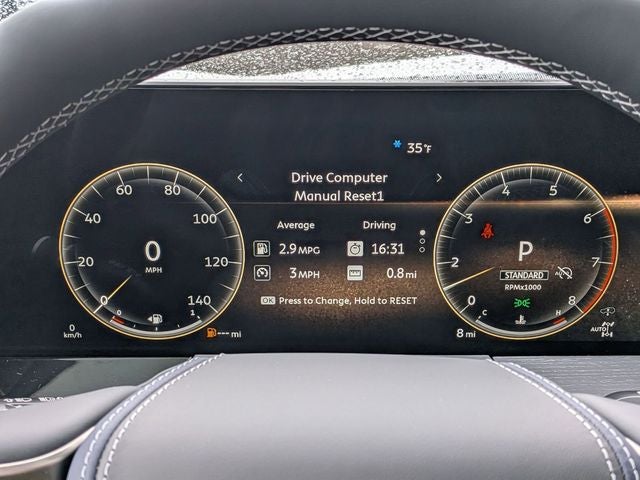 35°F
< Drive Computer >
Manual Reset1
Average Driving
2.9 MPG 16:31
3 MPH 0.8 mi
OK Press to Change, Hold to RESET
0 20 40 60 80 100 120 140
0
MPH
0 1
0
km/h
--- mi
0 2 3 4 5 6 7 8
P
STANDARD
RPMx1000
C H
8 mi
AUTO